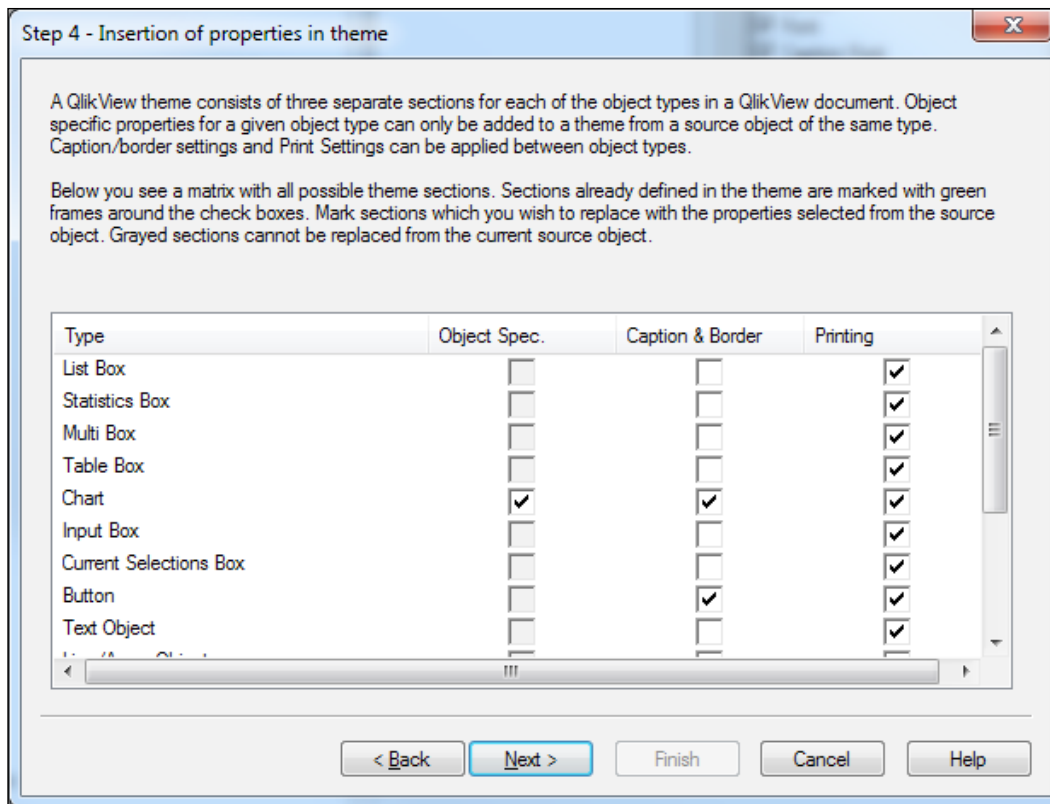 Step 4 - Insertion of properties in theme
A QlikView theme consists of three separate sections for each of the object types in a QlikView document. Object
specific properties for a given object type can only be added to a theme from a source object of the same type.
Caption/border settings and Print Settings can be applied between object types.
Below you see a matrix with all possible theme sections. Sections already defined in the theme are marked with green
frames around the check boxes. Mark sections which you wish to replace with the properties selected from the source
object. Grayed sections cannot be replaced from the current source object.
Type Object Spec. Caption & Border Printing
List Box
Statistics Box
Multi Box
Table Box
Chart
Input Box
Current Selections Box
Button
Text Object
< Back Next > Finish Cancel Help